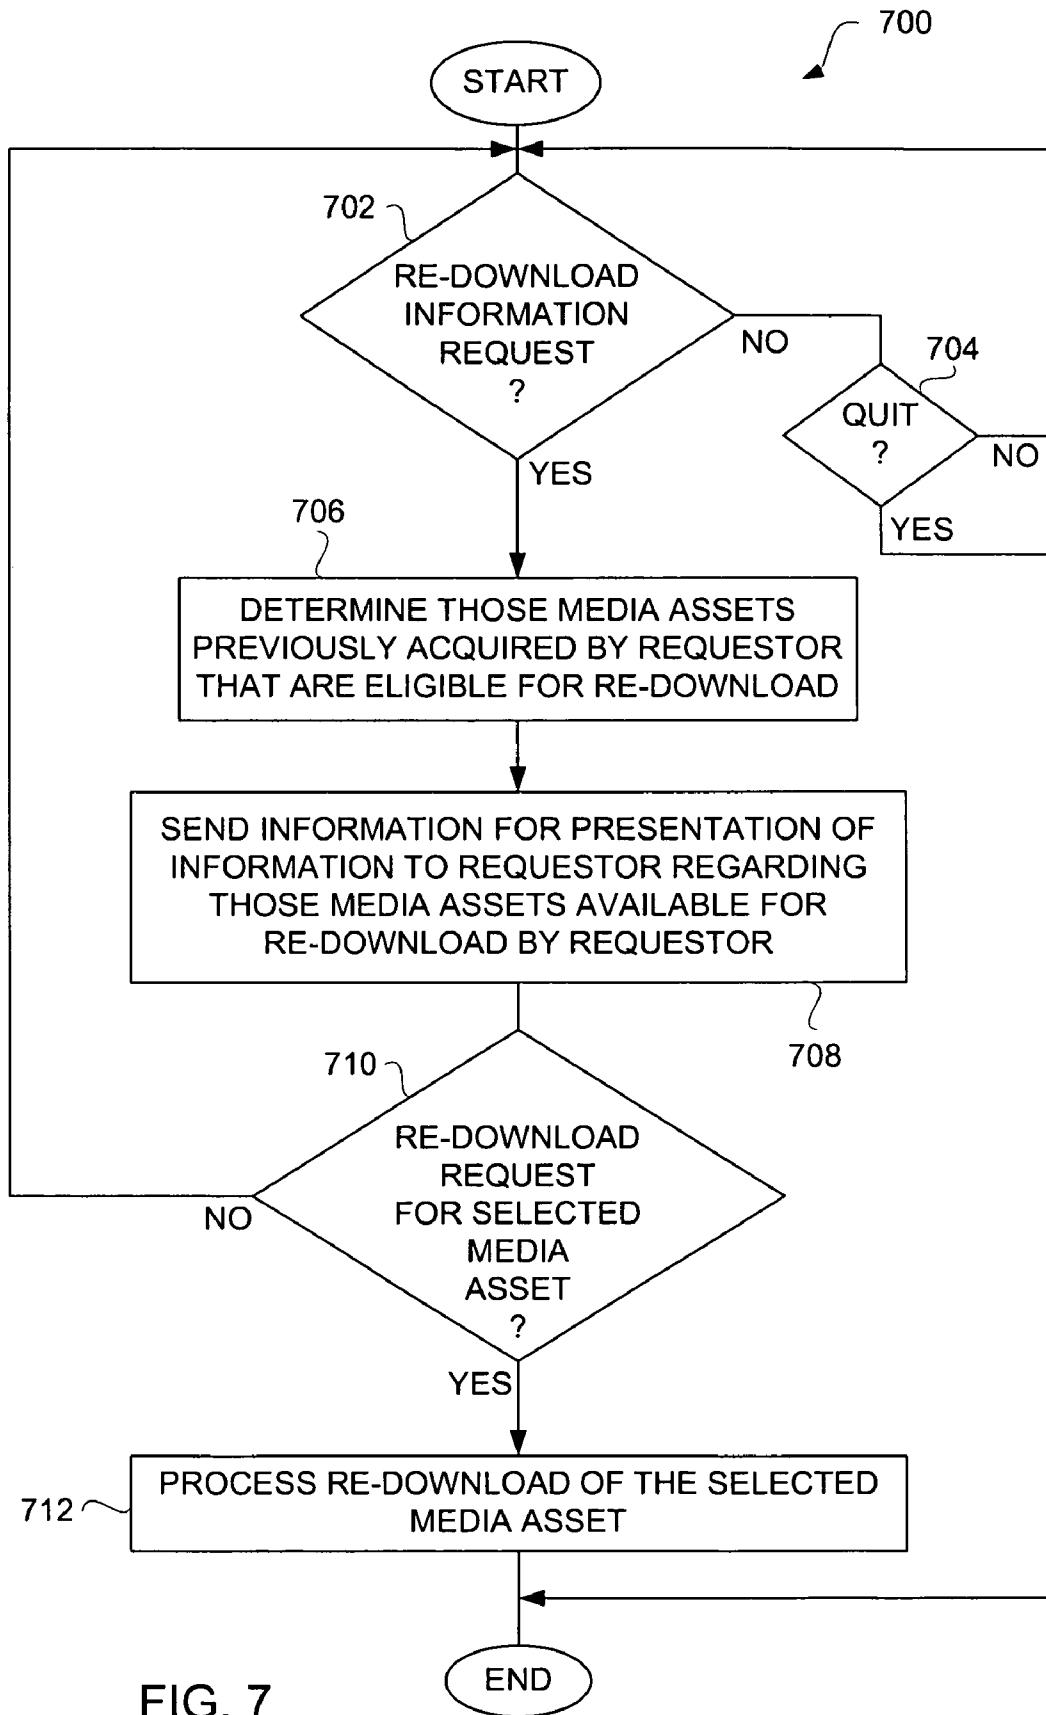 700
START
702
RE-DOWNLOAD
INFORMATION
REQUEST
?
NO
704
QUIT
?
NO
YES
YES
706
DETERMINE THOSE MEDIA ASSETS
PREVIOUSLY ACQUIRED BY REQUESTOR
THAT ARE ELIGIBLE FOR RE-DOWNLOAD
SEND INFORMATION FOR PRESENTATION OF
INFORMATION TO REQUESTOR REGARDING
THOSE MEDIA ASSETS AVAILABLE FOR
RE-DOWNLOAD BY REQUESTOR
708
710
RE-DOWNLOAD
REQUEST
FOR SELECTED
MEDIA
ASSET
?
NO
YES
712
PROCESS RE-DOWNLOAD OF THE SELECTED
MEDIA ASSET
END
FIG. 7